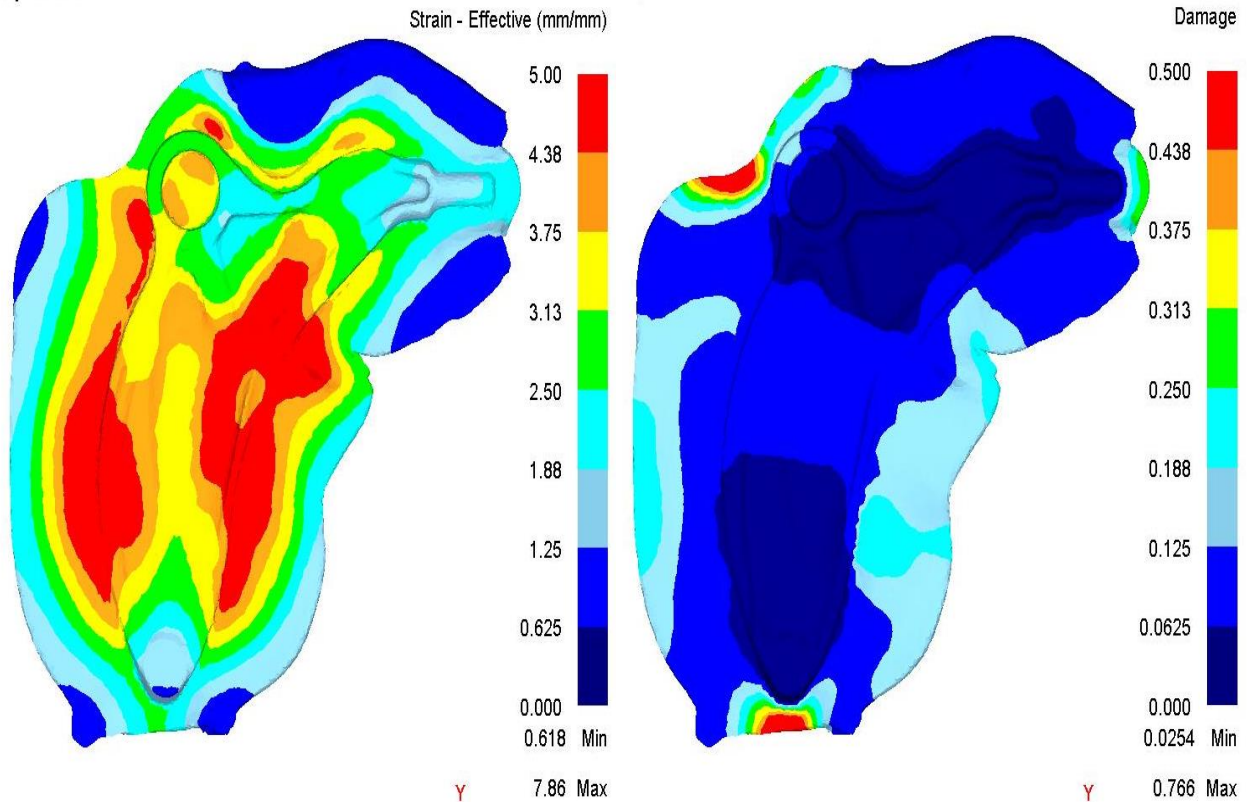 Strain - Effective (mm/mm)
5.00
4.38
3.75
3.13
2.50
1.88
1.25
0.625
0.000
0.618 Min
Y
7.86 Max
Damage
0.500
0.438
0.375
0.313
0.250
0.188
0.125
0.0625
0.000
0.0254 Min
Y
0.766 Max